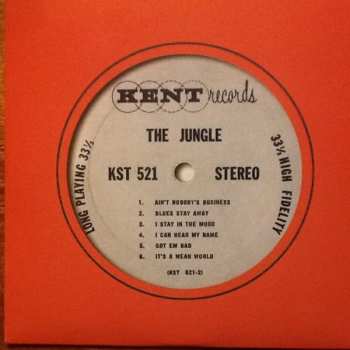 KENT records
THE JUNGLE
KST 521 STEREO
LONG PLAYING 33⅓
33⅓ HIGH FIDELITY
1. AIN'T NOBODY'S BUSINESS
2. BLUES STAY AWAY
3. I STAY IN THE MOOD
4. I CAN HEAR MY NAME
5. GOT EM BAD
6. IT'S A MEAN WORLD
(KST 521-2)